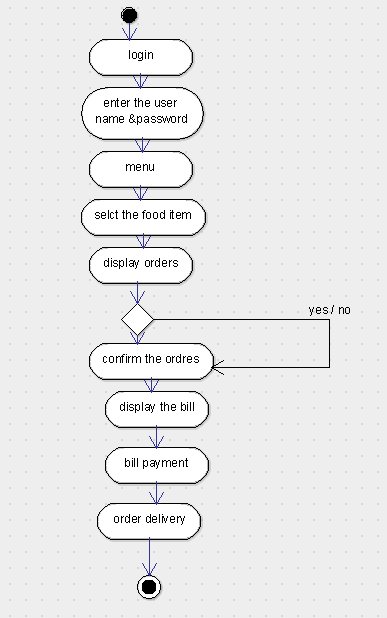 login
enter the user
name &password
menu
selct the food item
display orders
yes / no
confirm the ordres
display the bill
bill payment
order delivery